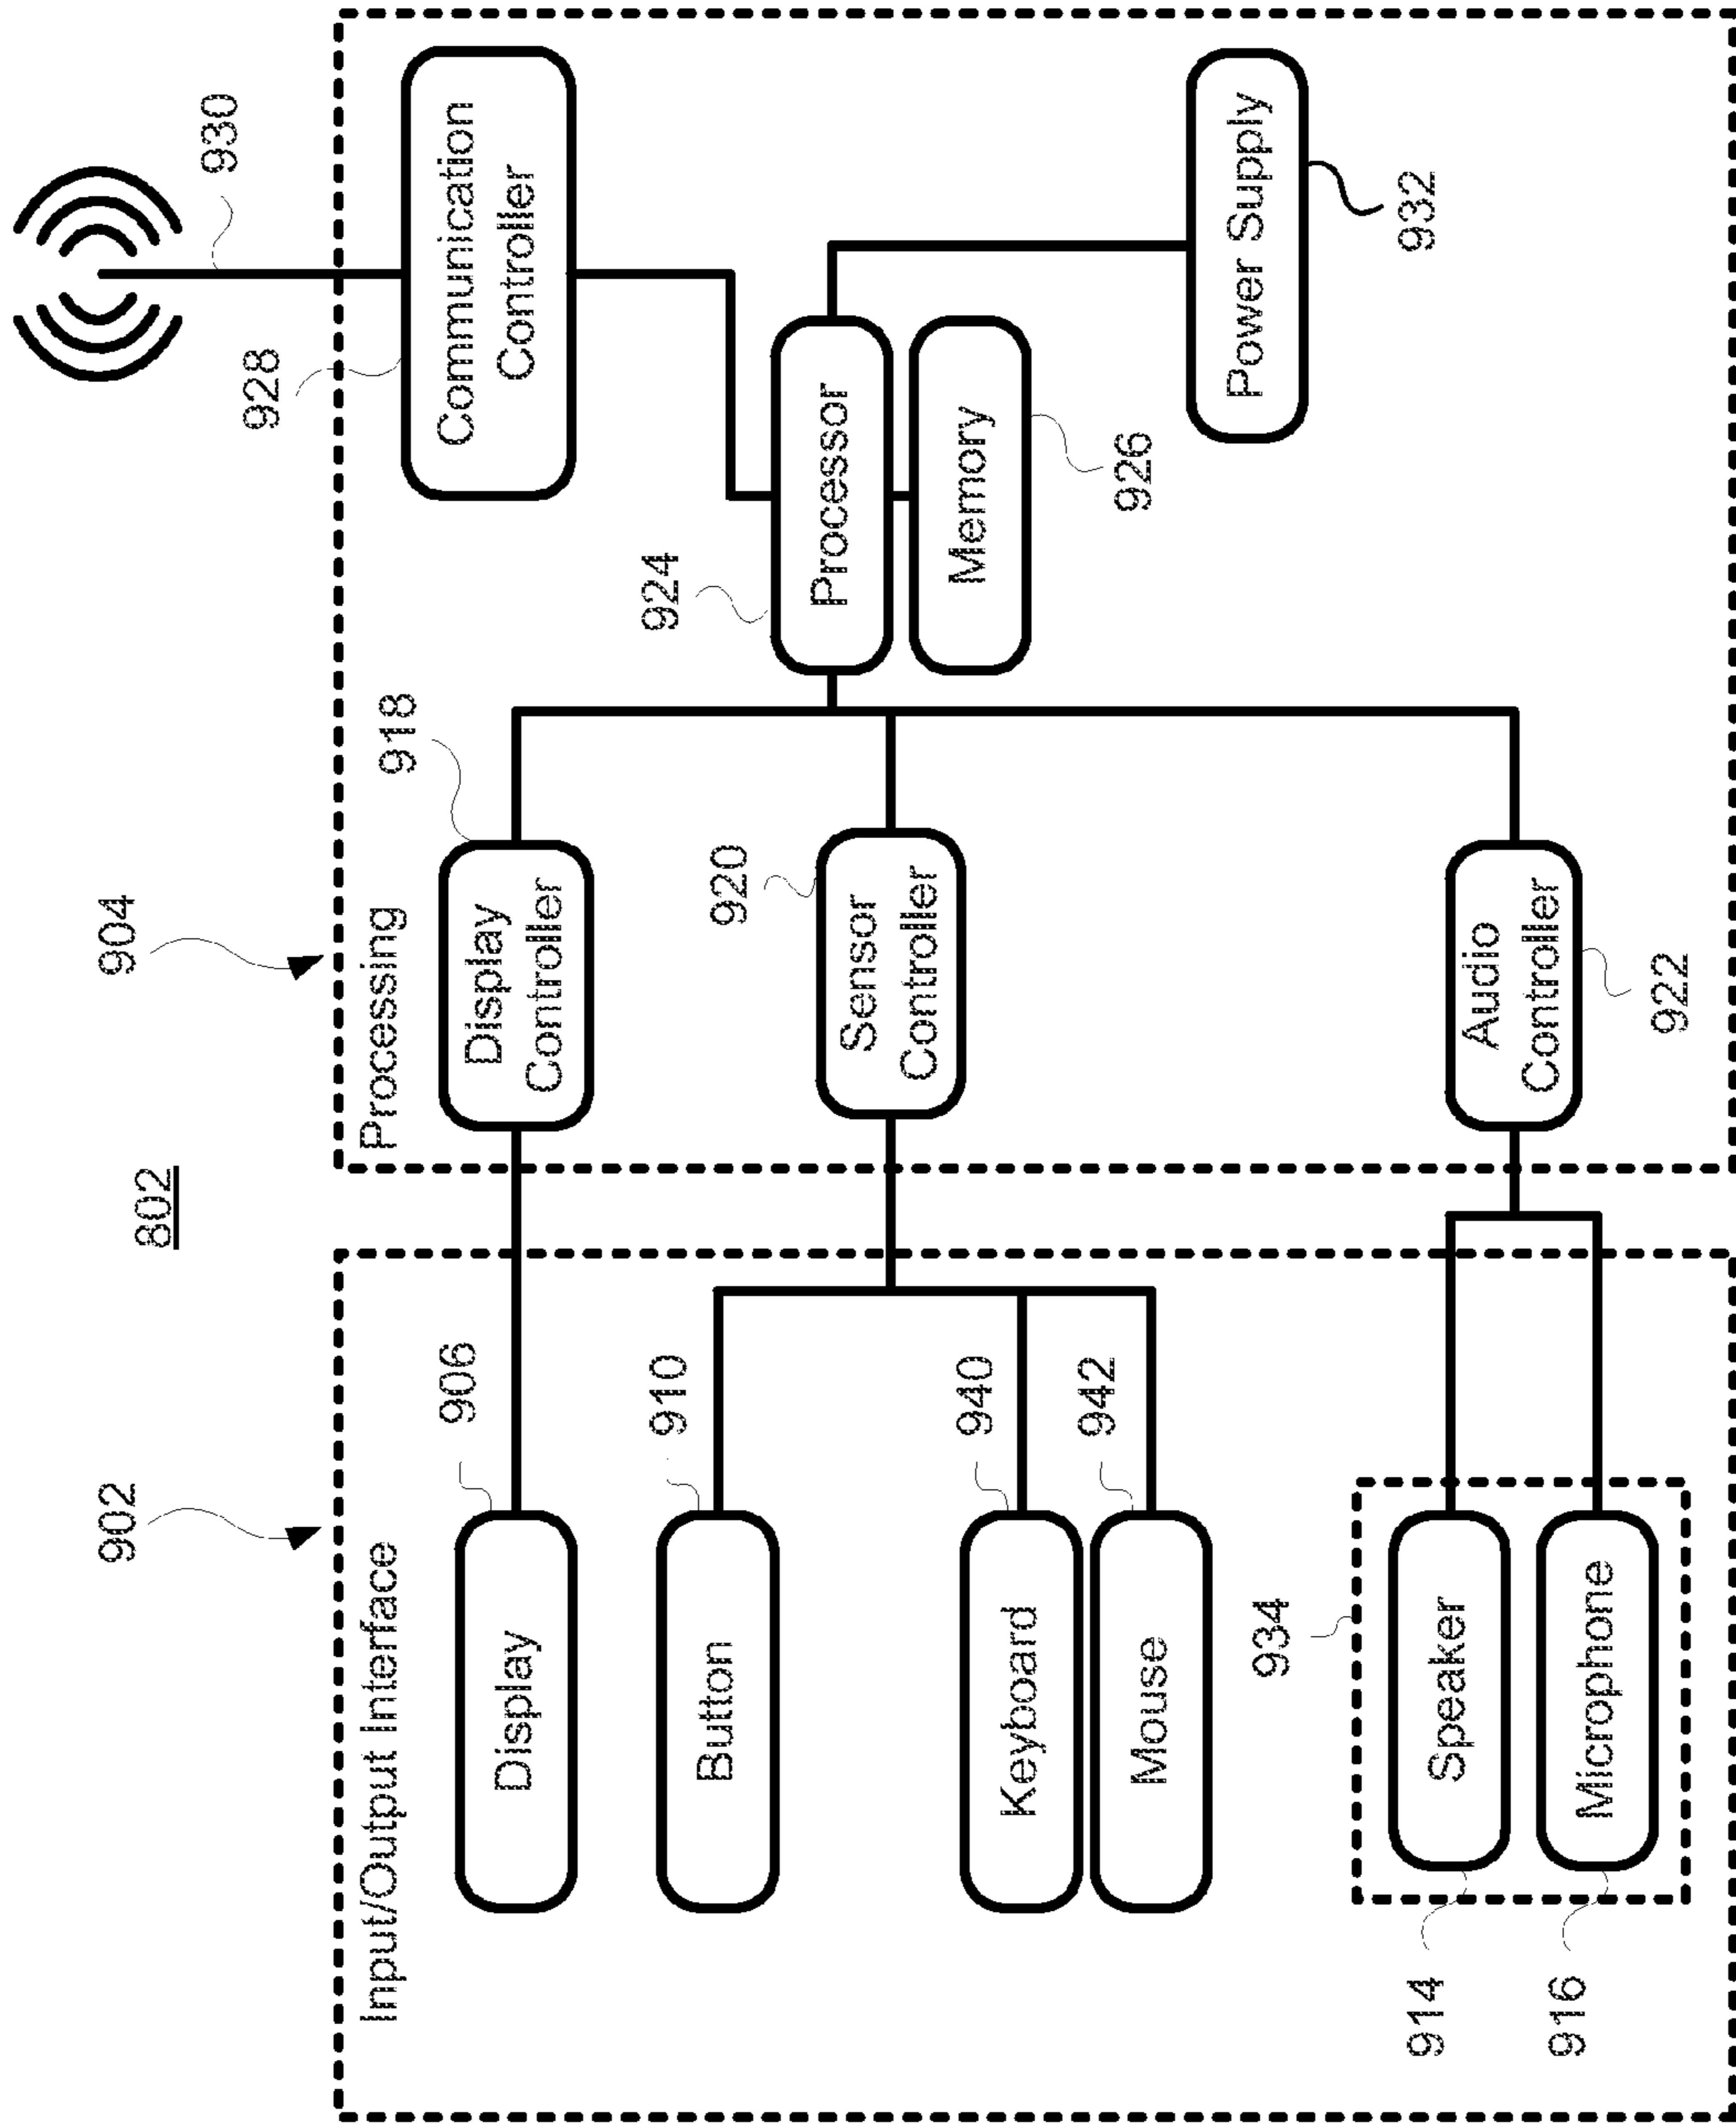 802
902
904
930
Input/Output Interface
Processing
928
Communication
Controller
906
Display
918
Display
Controller
910
Button
920
Sensor
Controller
924
Processor
940
Keyboard
942
Mouse
Memory
926
934
Power Supply
932
Speaker
914
Microphone
916
Audio
Controller
922